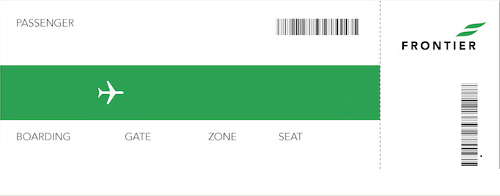 PASSENGER
FRONTIER
BOARDING GATE ZONE SEAT